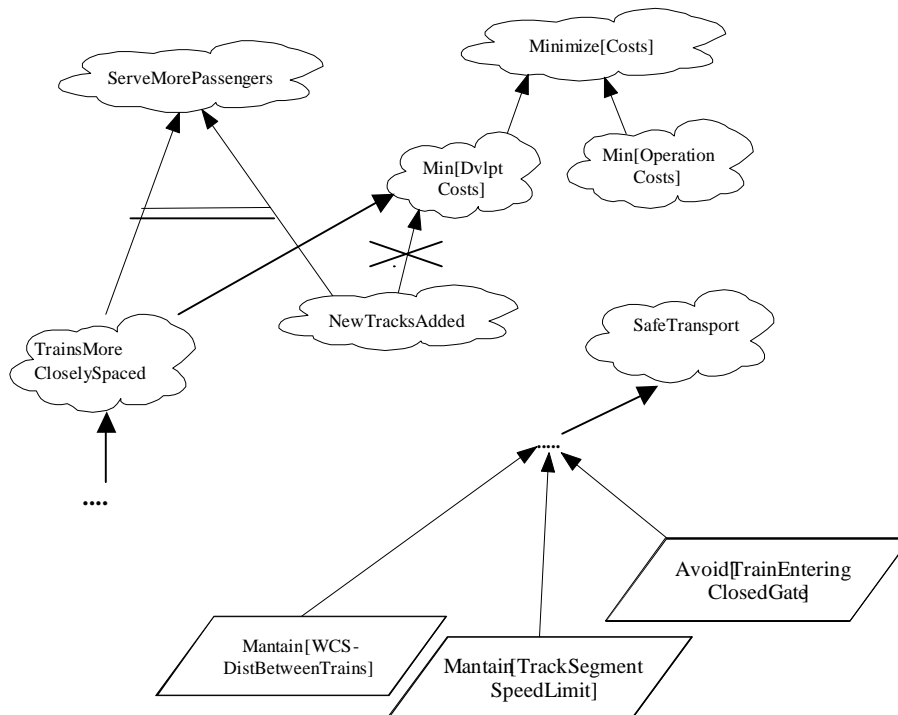 Minimize[Costs]
ServeMorePassengers
Min[Dvlpt
Costs]
Min[Operation
Costs]
NewTracksAdded
SafeTransport
TrainsMore
CloselySpaced
.....
....
Avoid[TrainEntering
ClosedGate]
Mantain[WCS-
DistBetweenTrains]
Mantain[TrackSegment
SpeedLimit]